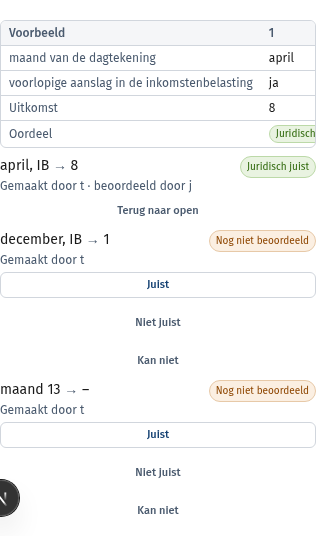 Voorbeeld 1
maand van de dagtekening april
voorlopige aanslag in de inkomstenbelasting ja
Uitkomst 8
Oordeel Juridisch
april, IB → 8 Juridisch juist
Gemaakt door t · beoordeeld door j
Terug naar open
december, IB → 1 Nog niet beoordeeld
Gemaakt door t
Juist
Niet juist
Kan niet
maand 13 → – Nog niet beoordeeld
Gemaakt door t
Juist
Niet juist
Kan niet
N